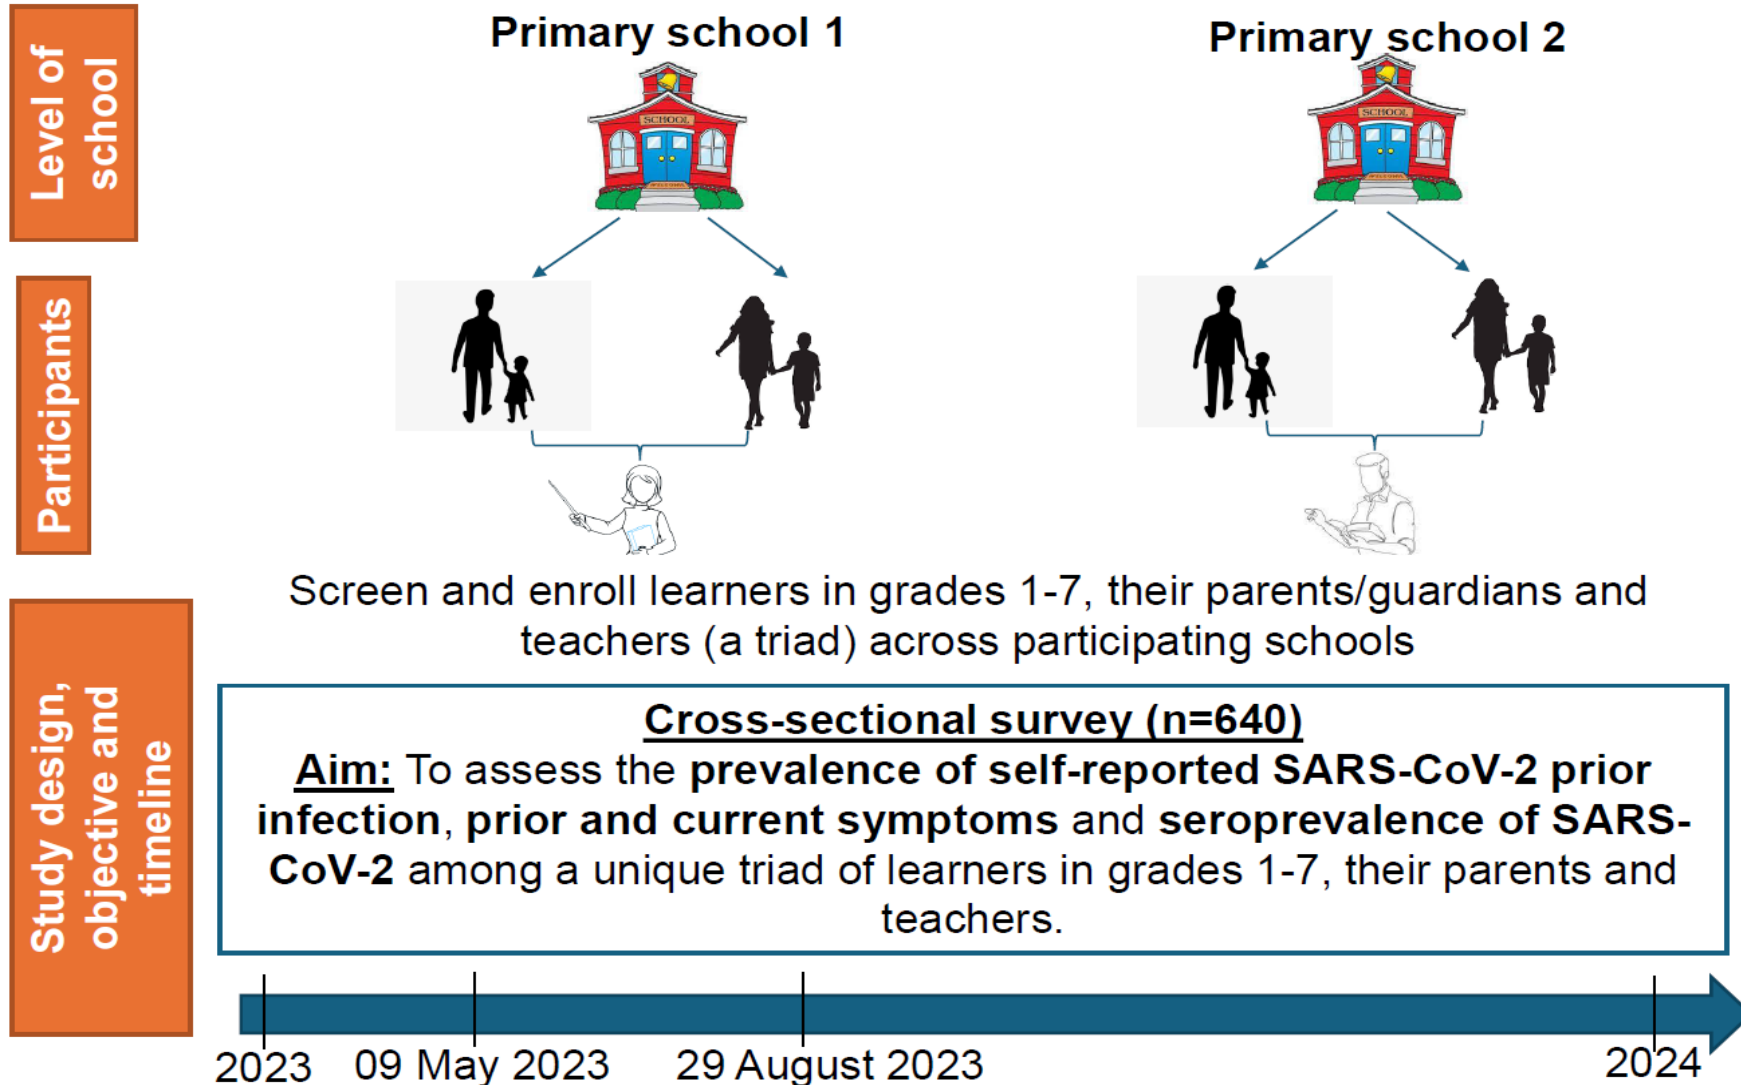 Level of
school
Primary school 1
Primary school 2
SCHOOL
WELCOME
SCHOOL
WELCOME
Participants
Screen and enroll learners in grades 1-7, their parents/guardians and
teachers (a triad) across participating schools
Study design,
objective and
timeline
Cross-sectional survey (n=640)
Aim: To assess the prevalence of self-reported SARS-CoV-2 prior
infection, prior and current symptoms and seroprevalence of SARS-
CoV-2 among a unique triad of learners in grades 1-7, their parents and
teachers.
2023
09 May 2023
29 August 2023
2024